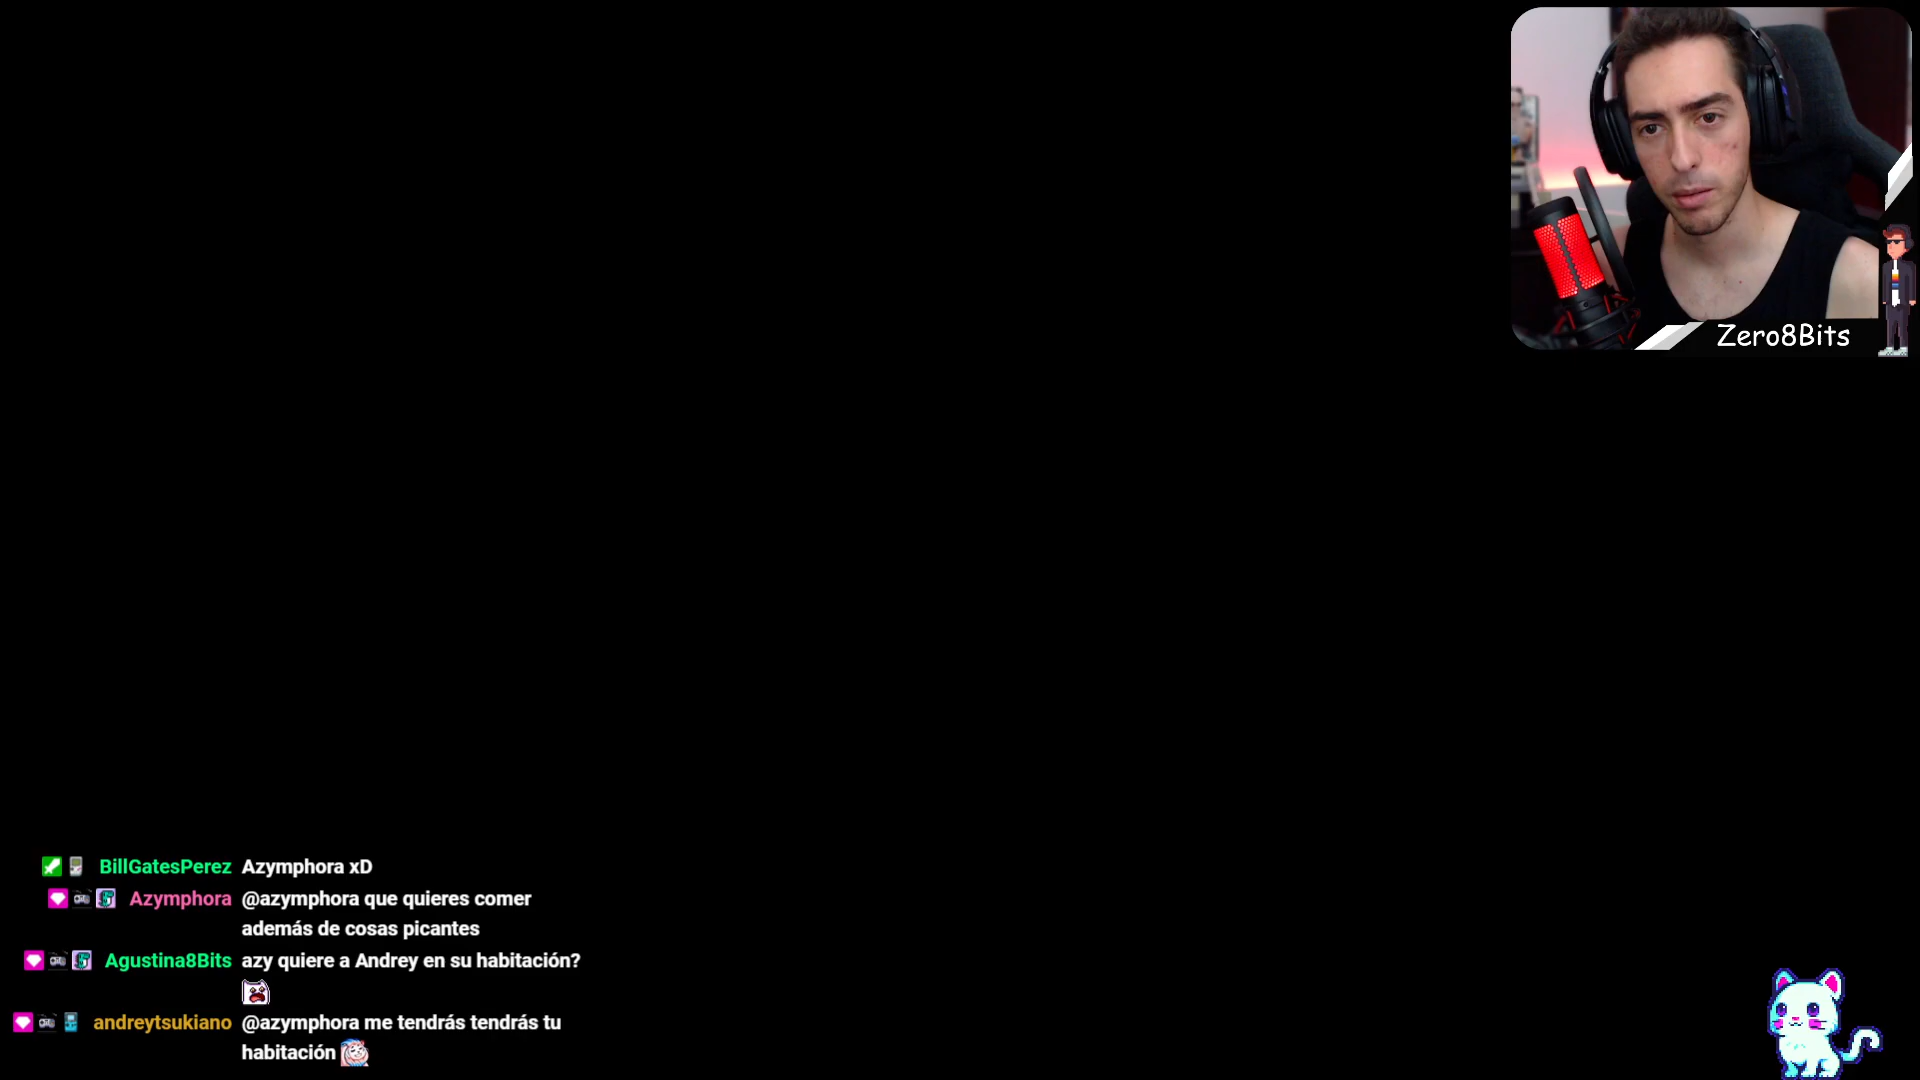 Zero8Bits
BillGatesPerez Azymphora xD
Azymphora @azymphora que quieres comer
además de cosas picantes
Agustina8Bits azy quiere a Andrey en su habitación?
andreytsukiano @azymphora me tendrás tendrás tu
habitación